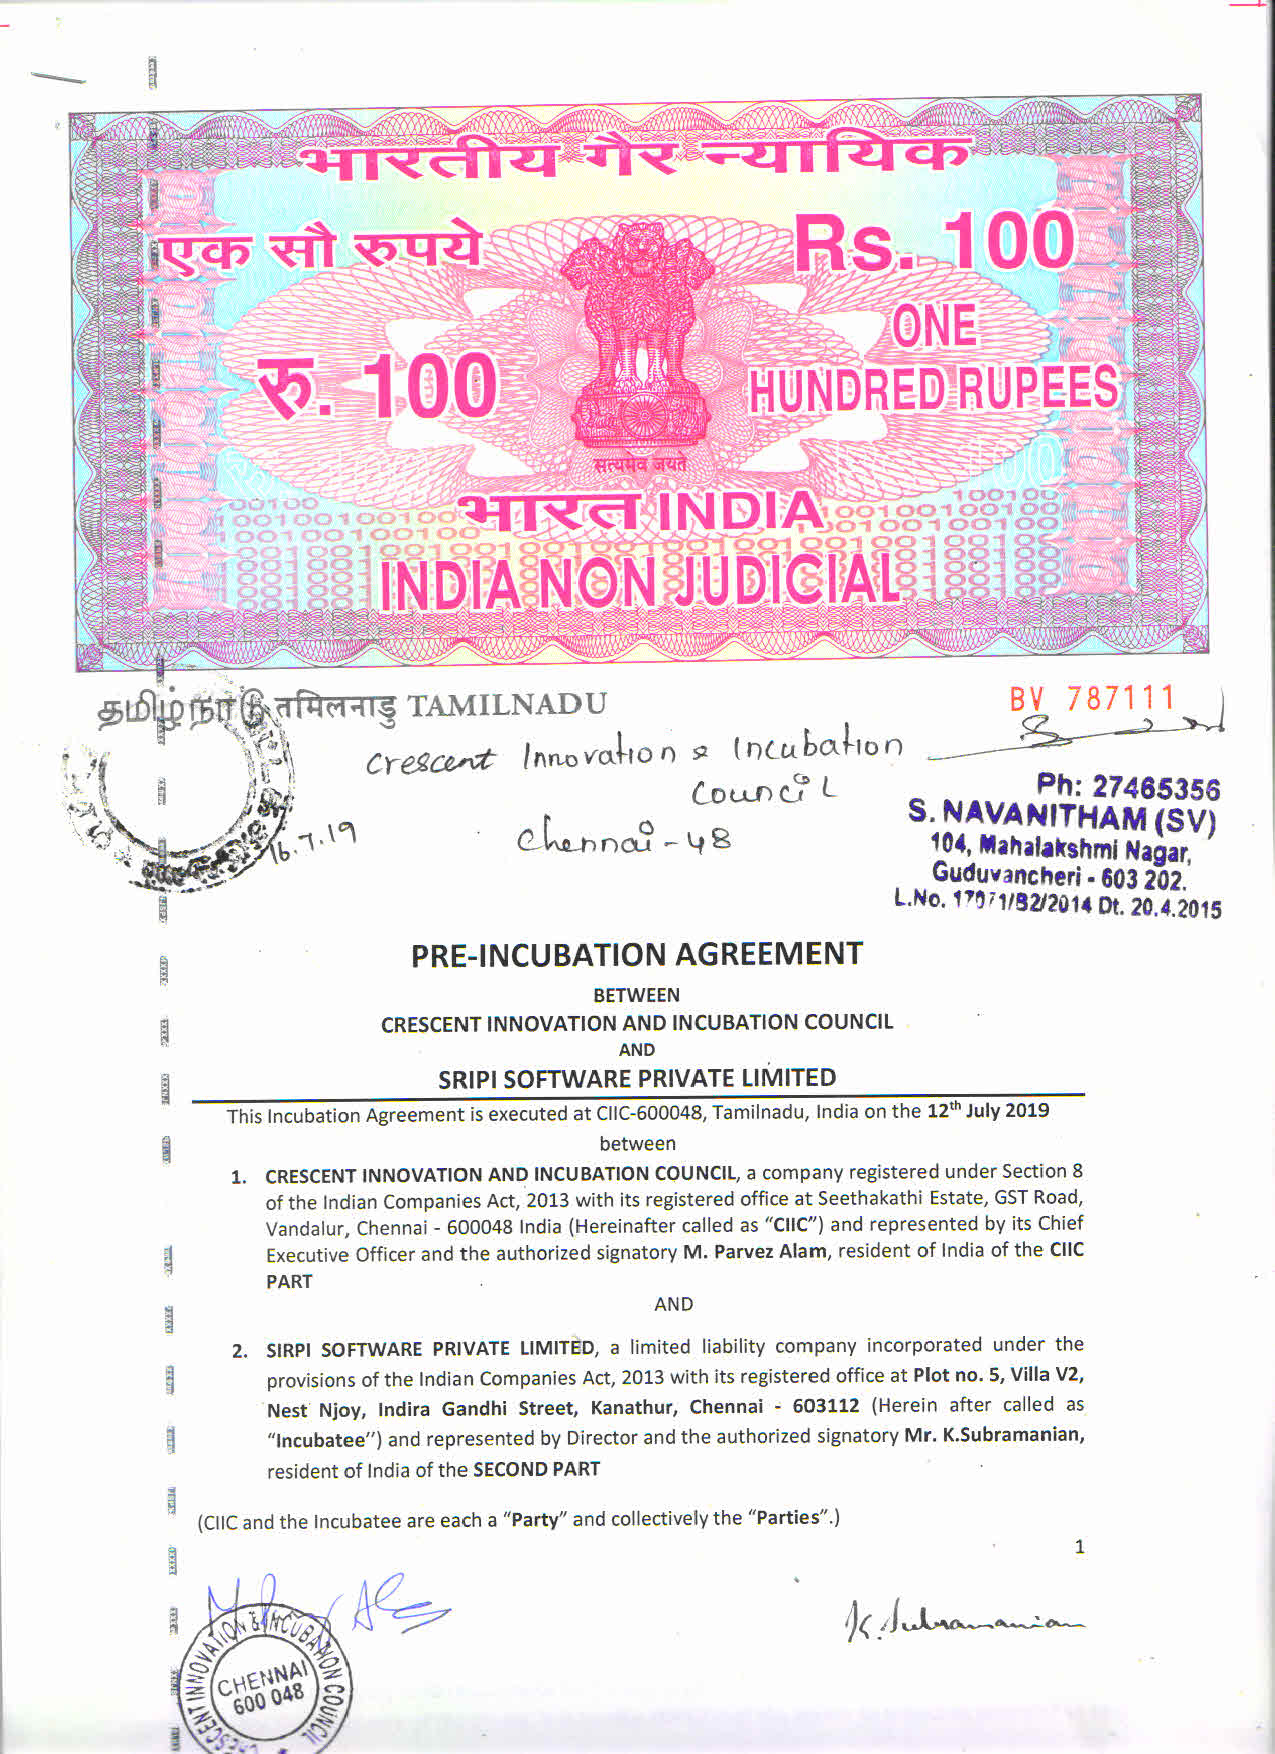 भारतीय गैर न्यायिक
एक सौ रुपये
Rs. 100
रु. 100
ONE
HUNDRED RUPEES
सत्यमेव जयते
भारत INDIA
INDIA NON JUDICIAL
தமிழ்நாடு तमिलनाडु TAMILNADU
BV 787111
Crescent Innovation & Incubation
Council
Chennai - 48
16.7.19
Ph: 27465356
S. NAVANITHAM (SV)
104, Mahalakshmi Nagar,
Guduvancheri - 603 202.
L.No. 17071/B2/2014 Dt. 20.4.2015
PRE-INCUBATION AGREEMENT
BETWEEN
CRESCENT INNOVATION AND INCUBATION COUNCIL
AND
SRIPI SOFTWARE PRIVATE LIMITED
This Incubation Agreement is executed at CIIC-600048, Tamilnadu, India on the 12th July 2019
between
1. CRESCENT INNOVATION AND INCUBATION COUNCIL, a company registered under Section 8
of the Indian Companies Act, 2013 with its registered office at Seethakathi Estate, GST Road,
Vandalur, Chennai - 600048 India (Hereinafter called as "CIIC") and represented by its Chief
Executive Officer and the authorized signatory M. Parvez Alam, resident of India of the CIIC
PART
AND
2. SIRPI SOFTWARE PRIVATE LIMITED, a limited liability company incorporated under the
provisions of the Indian Companies Act, 2013 with its registered office at Plot no. 5, Villa V2,
Nest Njoy, Indira Gandhi Street, Kanathur, Chennai - 603112 (Herein after called as
"Incubatee") and represented by Director and the authorized signatory Mr. K.Subramanian,
resident of India of the SECOND PART
(CIIC and the Incubatee are each a "Party" and collectively the "Parties".)
1
K. Subramanian
CRESCENT INNOVATION & INCUBATION COUNCIL
CHENNAI
600 048